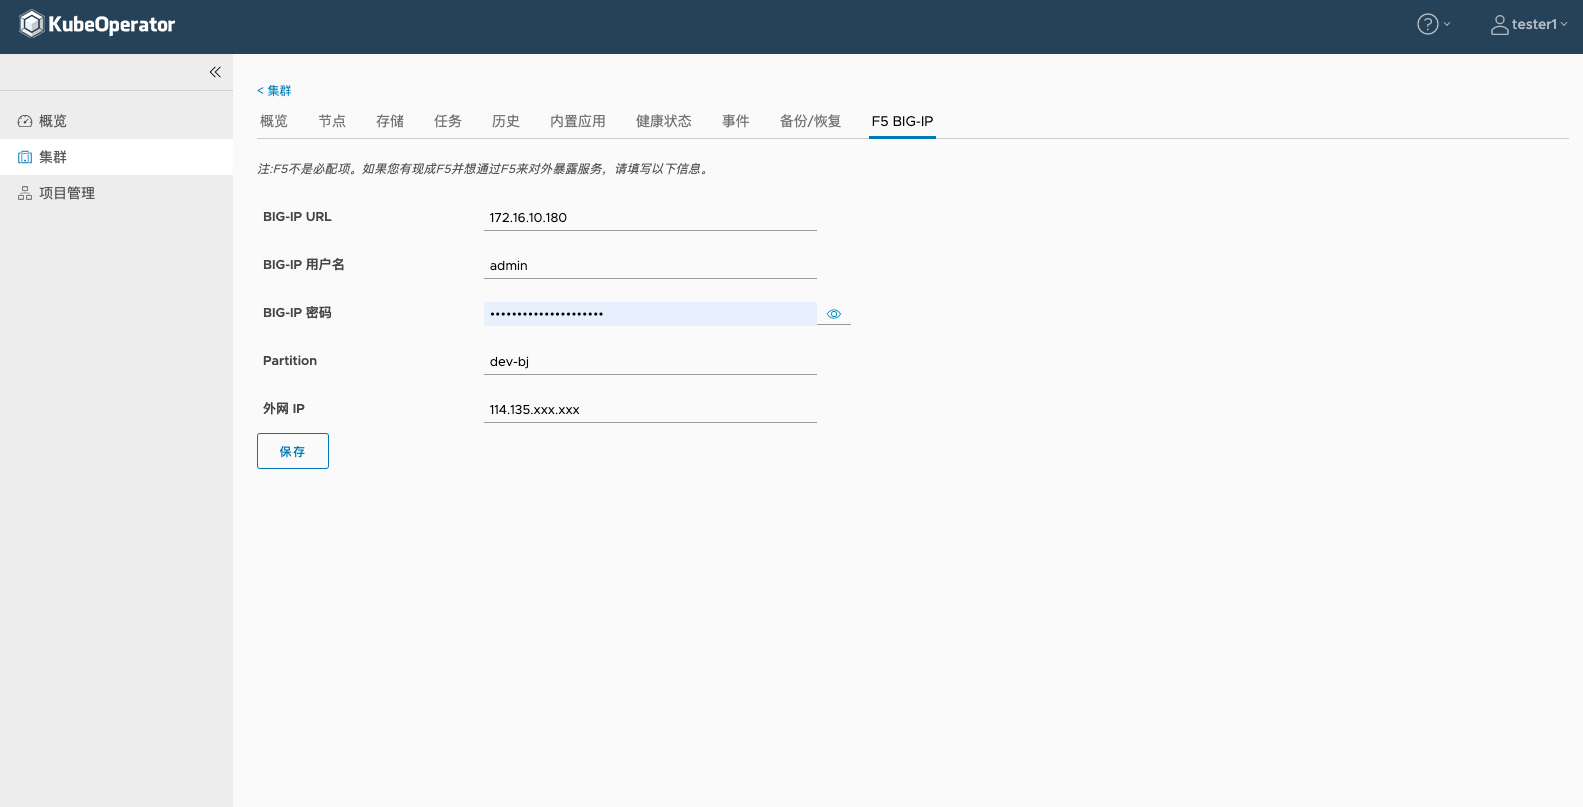 KubeOperator
tester1
概览
集群
项目管理
< 集群
概览 节点 存储 任务 历史 内置应用 健康状态 事件 备份/恢复 F5 BIG-IP
注:F5不是必配项。如果您有现成F5并想通过F5来对外暴露服务，请填写以下信息。
BIG-IP URL 172.16.10.180
BIG-IP 用户名 admin
BIG-IP 密码 •••••••••••••••••••••
Partition dev-bj
外网 IP 114.135.xxx.xxx
保存